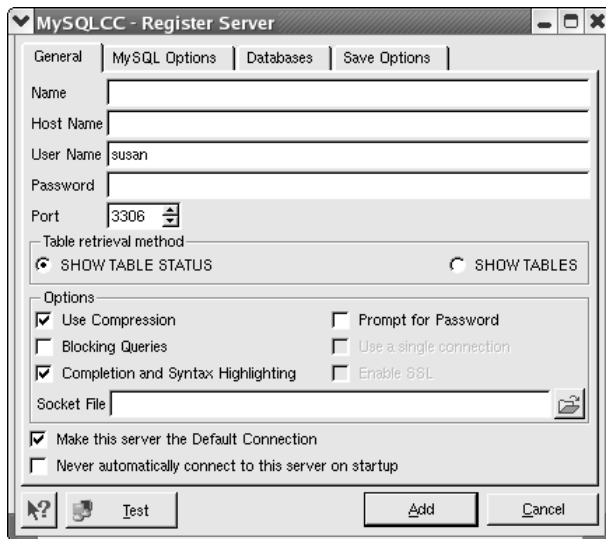 MySQLCC - Register Server
General MySQL Options Databases Save Options
Name
Host Name
User Name susan
Password
Port 3306
Table retrieval method
SHOW TABLE STATUS SHOW TABLES
Options
Use Compression Prompt for Password
Blocking Queries Use a single connection
Completion and Syntax Highlighting Enable SSL
Socket File
Make this server the Default Connection
Never automatically connect to this server on startup
Test Add Cancel